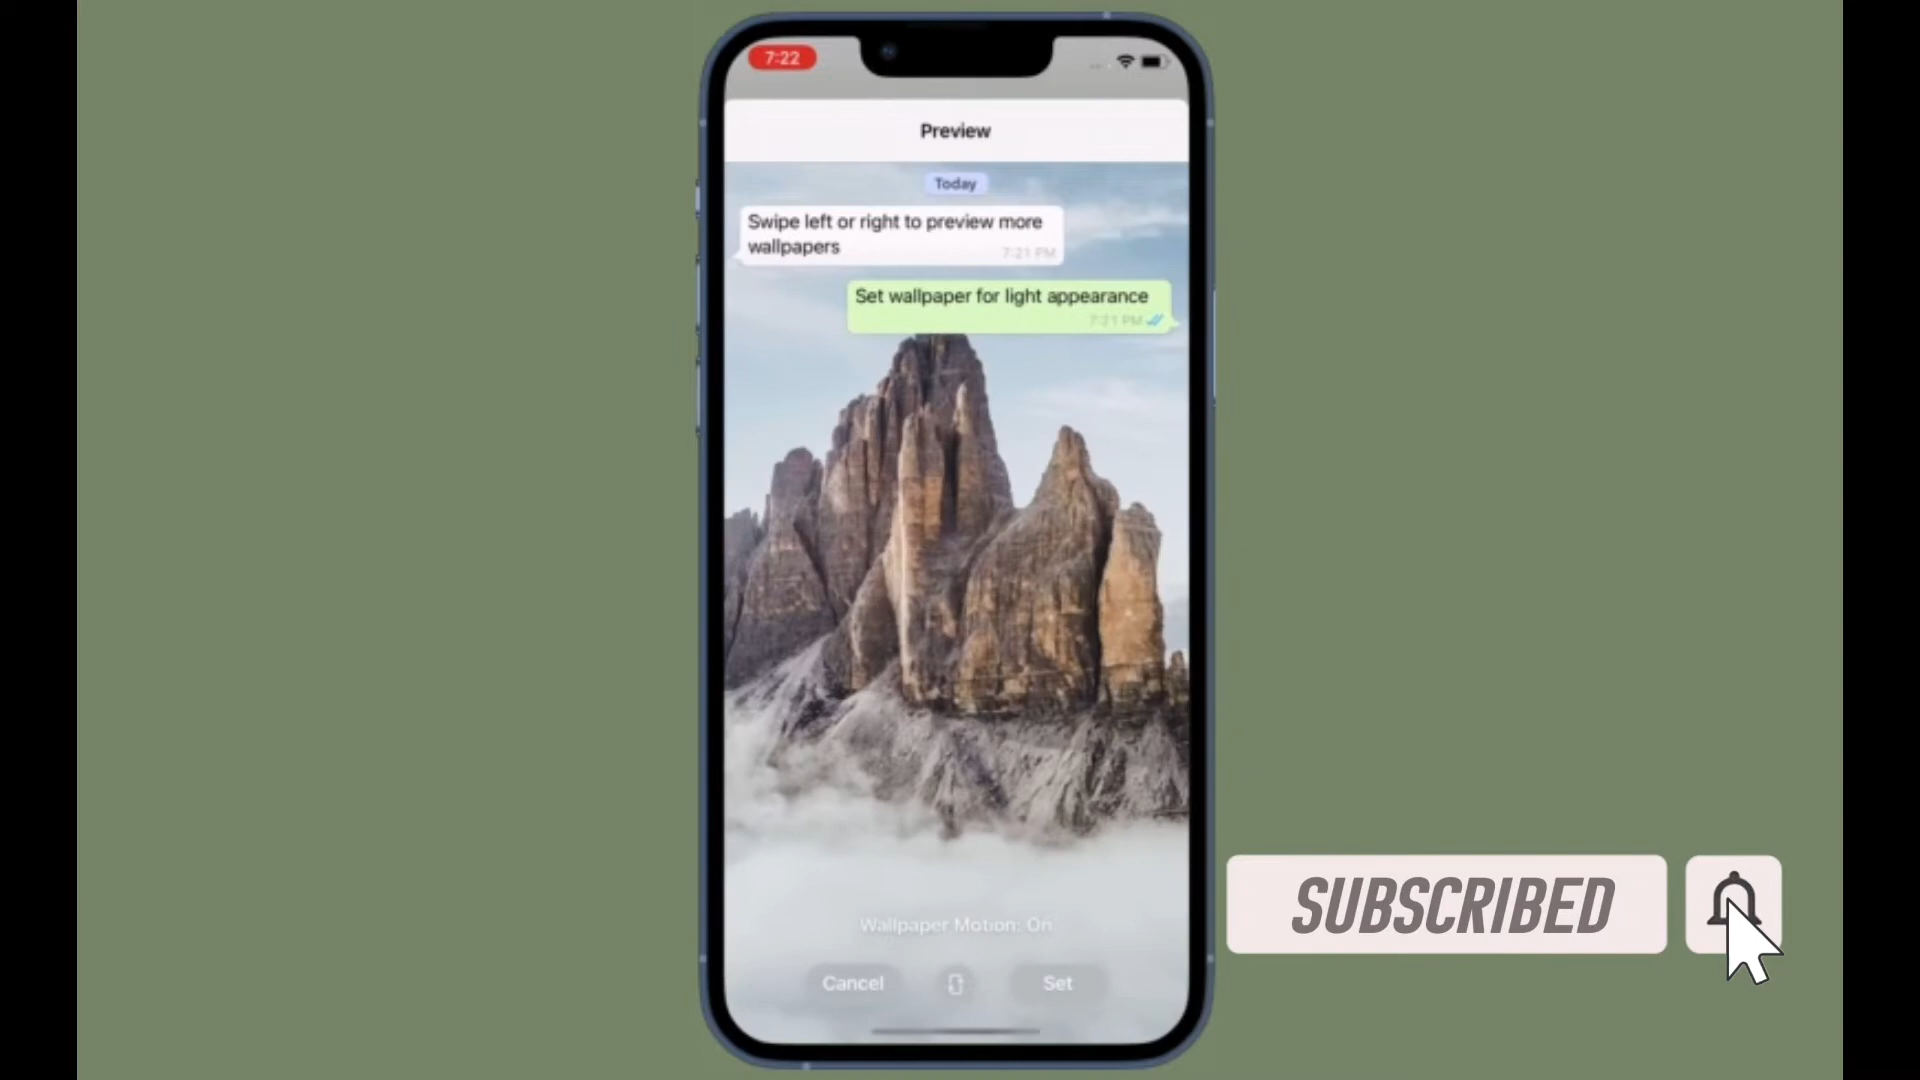 7:22
Preview
Today
Swipe left or right to preview more
wallpapers
7:21 PM
Set wallpaper for light appearance
7:21 PM
Wallpaper Motion: On
Cancel
Set
SUBSCRIBED